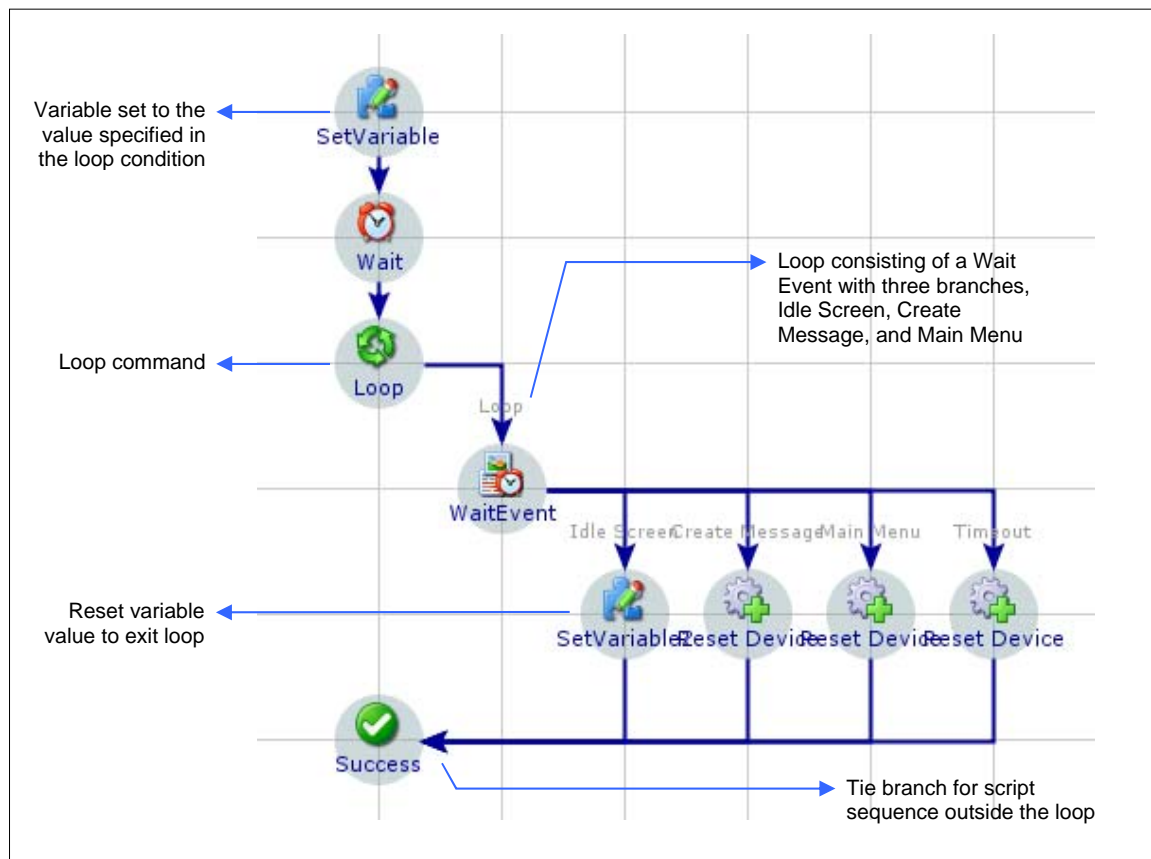 Variable set to the
value specified in
the loop condition
SetVariable
Wait
Loop consisting of a Wait
Event with three branches,
Idle Screen, Create
Message, and Main Menu
Loop command
Loop
Loop
WaitEvent
Idle Screen Create Message Main Menu Timeout
Reset variable
value to exit loop
SetVariable2 Reset Device Reset Device Reset Device
Success
Tie branch for script
sequence outside the loop